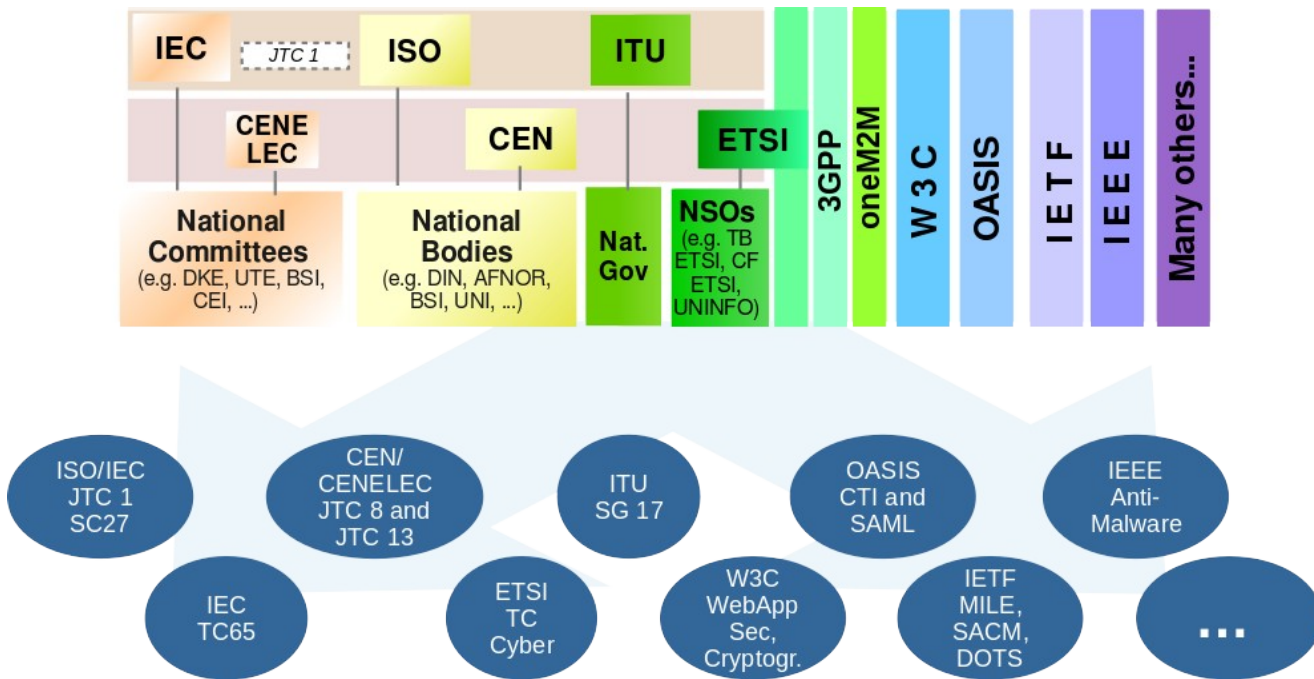 IEC
JTC 1
ISO
ITU
CENE
LEC
CEN
ETSI
National
Committees
(e.g. DKE, UTE, BSI,
CEI, ...)
National
Bodies
(e.g. DIN, AFNOR,
BSI, UNI, ...)
Nat.
Gov
NSOs
(e.g. TB
ETSI, CF
ETSI,
UNINFO)
3GPP
oneM2M
W 3 C
OASIS
I E T F
I E E E
Many others...
ISO/IEC
JTC 1
SC27
CEN/
CENELEC
JTC 8 and
JTC 13
ITU
SG 17
OASIS
CTI and
SAML
IEEE
Anti-
Malware
IEC
TC65
ETSI
TC
Cyber
W3C
WebApp
Sec,
Cryptogr.
IETF
MILE,
SACM,
DOTS
...